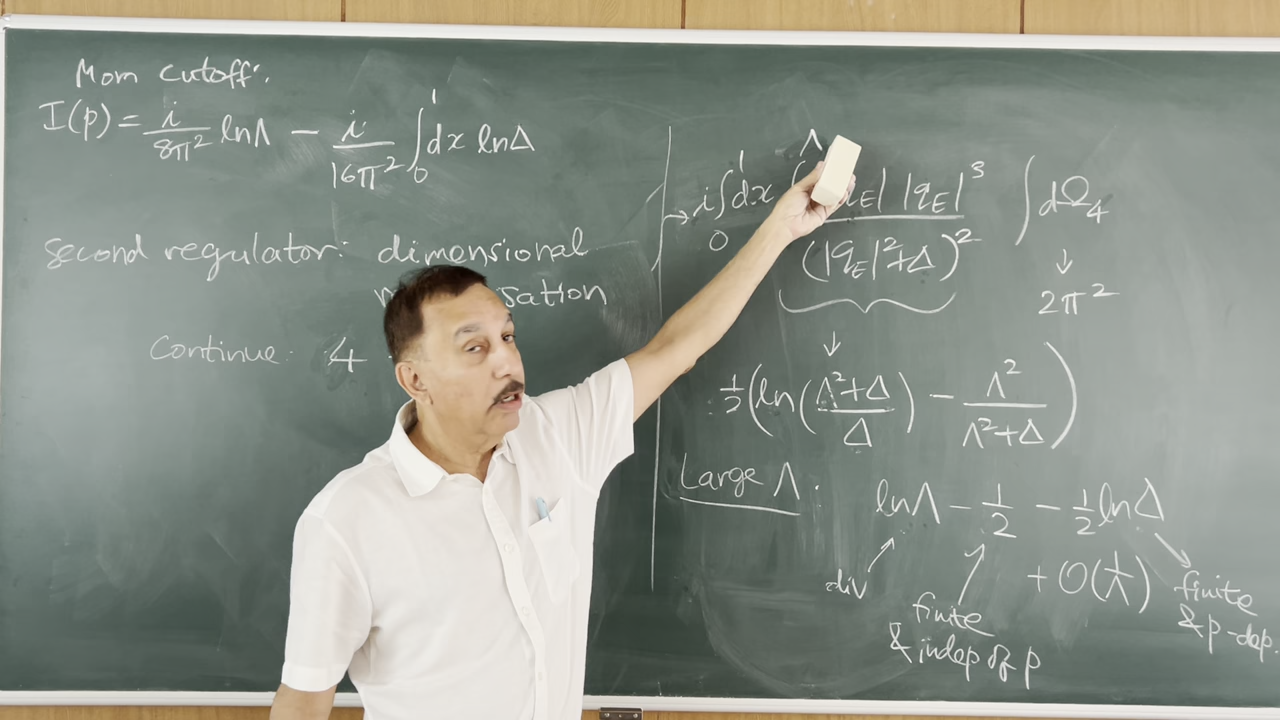 Mom cutoff:
I(p) = i/8π² lnΛ − i/16π² ∫₀¹ dx lnΔ
second regulator: dimensional
sation
Continue: 4
→ i ∫₀¹ dx Λ |q_E|³ / (|q_E|² + Δ)² ∫ dΩ₄
↓
2π²
↓
½ ( ln( (Λ² + Δ) / Δ ) − Λ² / (Λ² + Δ) )
Large Λ :
lnΛ − ½ − ½ lnΔ
+ O(1/Λ)
div
finite
& indep of p
finite
& p-dep.